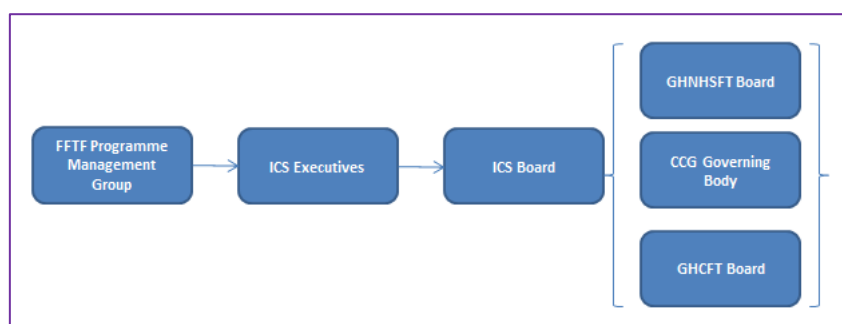 FFTF Programme
Management
Group
ICS Executives
ICS Board
GHNHSFT Board
CCG Governing
Body
GHCFT Board